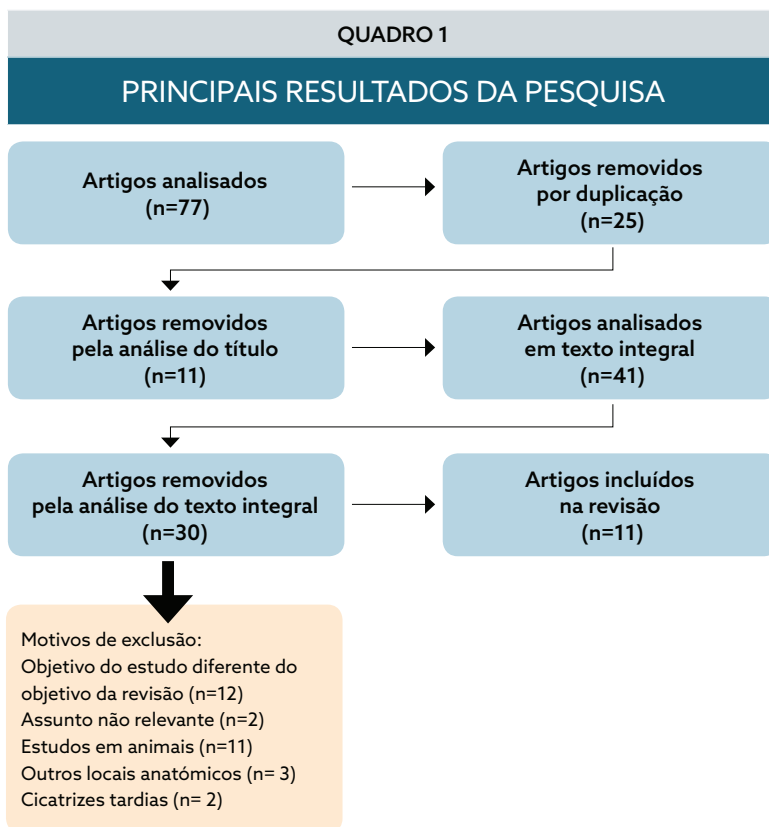 QUADRO 1
PRINCIPAIS RESULTADOS DA PESQUISA
Artigos analisados
(n=77)
Artigos removidos
por duplicação
(n=25)
Artigos removidos
pela análise do título
(n=11)
Artigos analisados
em texto integral
(n=41)
Artigos removidos
pela análise do texto integral
(n=30)
Artigos incluídos
na revisão
(n=11)
Motivos de exclusão:
Objetivo do estudo diferente do
objetivo da revisão (n=12)
Assunto não relevante (n=2)
Estudos em animais (n=11)
Outros locais anatómicos (n= 3)
Cicatrizes tardias (n= 2)